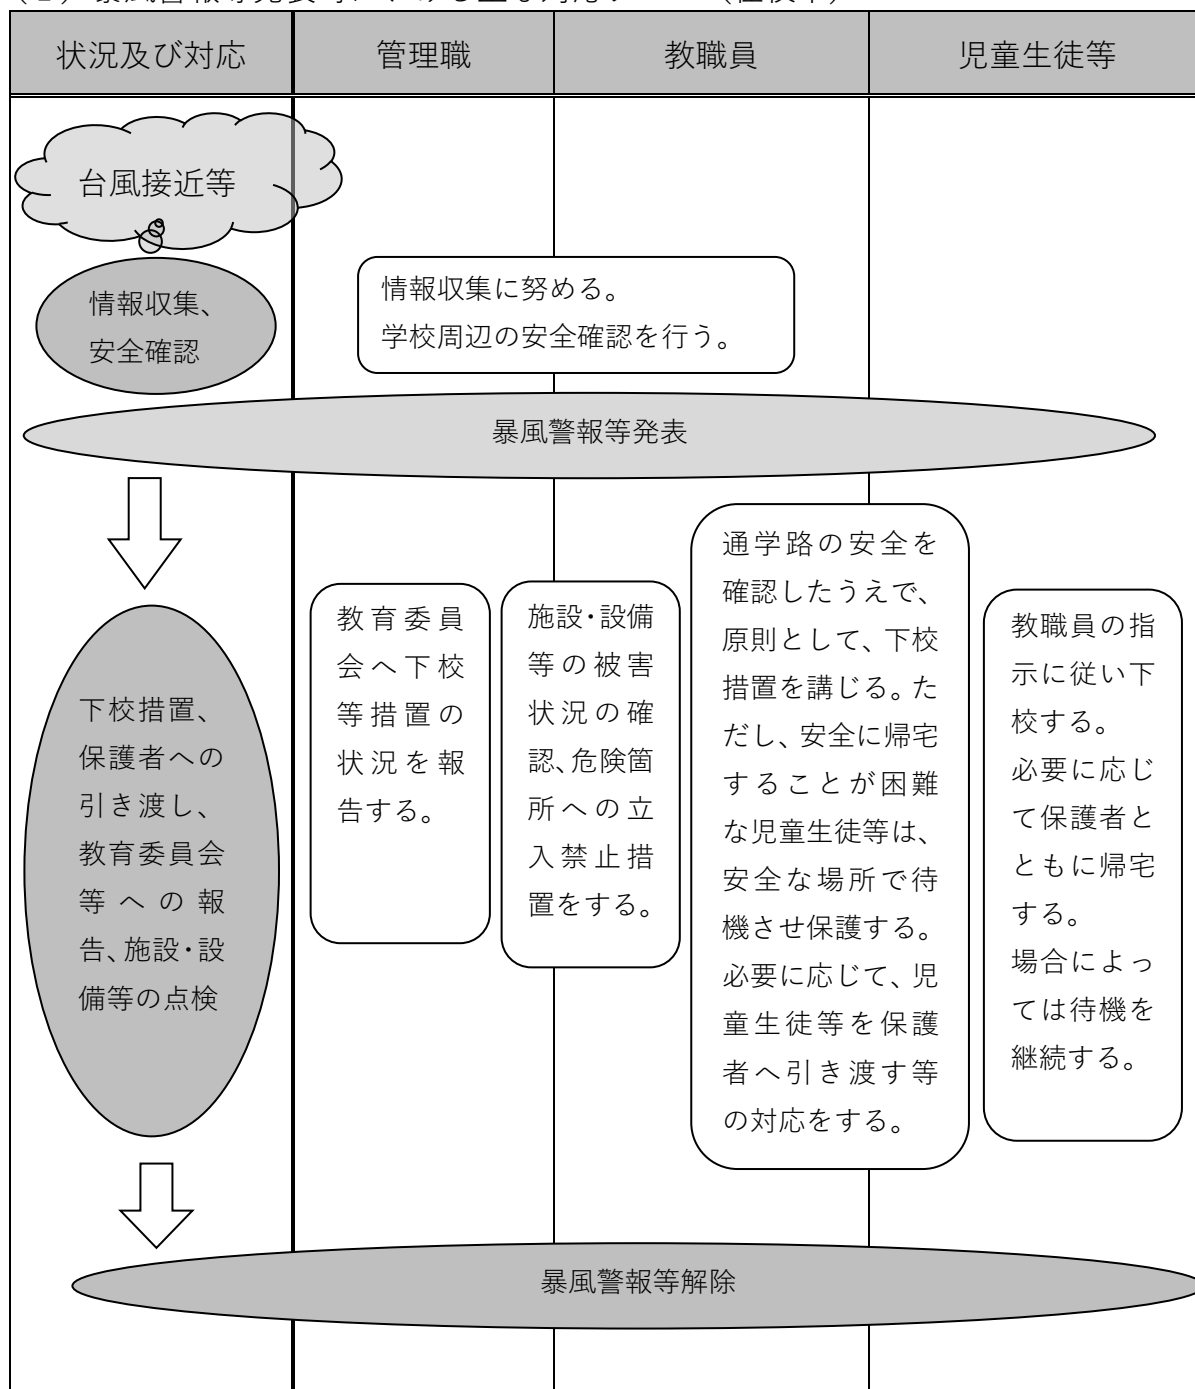 状況及び対応
管理職
教職員
児童生徒等
台風接近等
情報収集、
安全確認
情報収集に努める。
学校周辺の安全確認を行う。
暴風警報等発表
下校措置、
保護者への
引き渡し、
教育委員会
等への報
告、施設・設
備等の点検
教育委員
会へ下校
等措置の
状況を報
告する。
施設・設備
等の被害
状況の確
認、危険箇
所への立
入禁止措
置をする。
通学路の安全を
確認したうえで、
原則として、下校
措置を講じる。た
だし、安全に帰宅
することが困難
な児童生徒等は、
安全な場所で待
機させ保護する。
必要に応じて、児
童生徒等を保護
者へ引き渡す等
の対応をする。
教職員の指
示に従い下
校する。
必要に応じ
て保護者と
ともに帰宅
する。
場合によっ
ては待機を
継続する。
暴風警報等解除